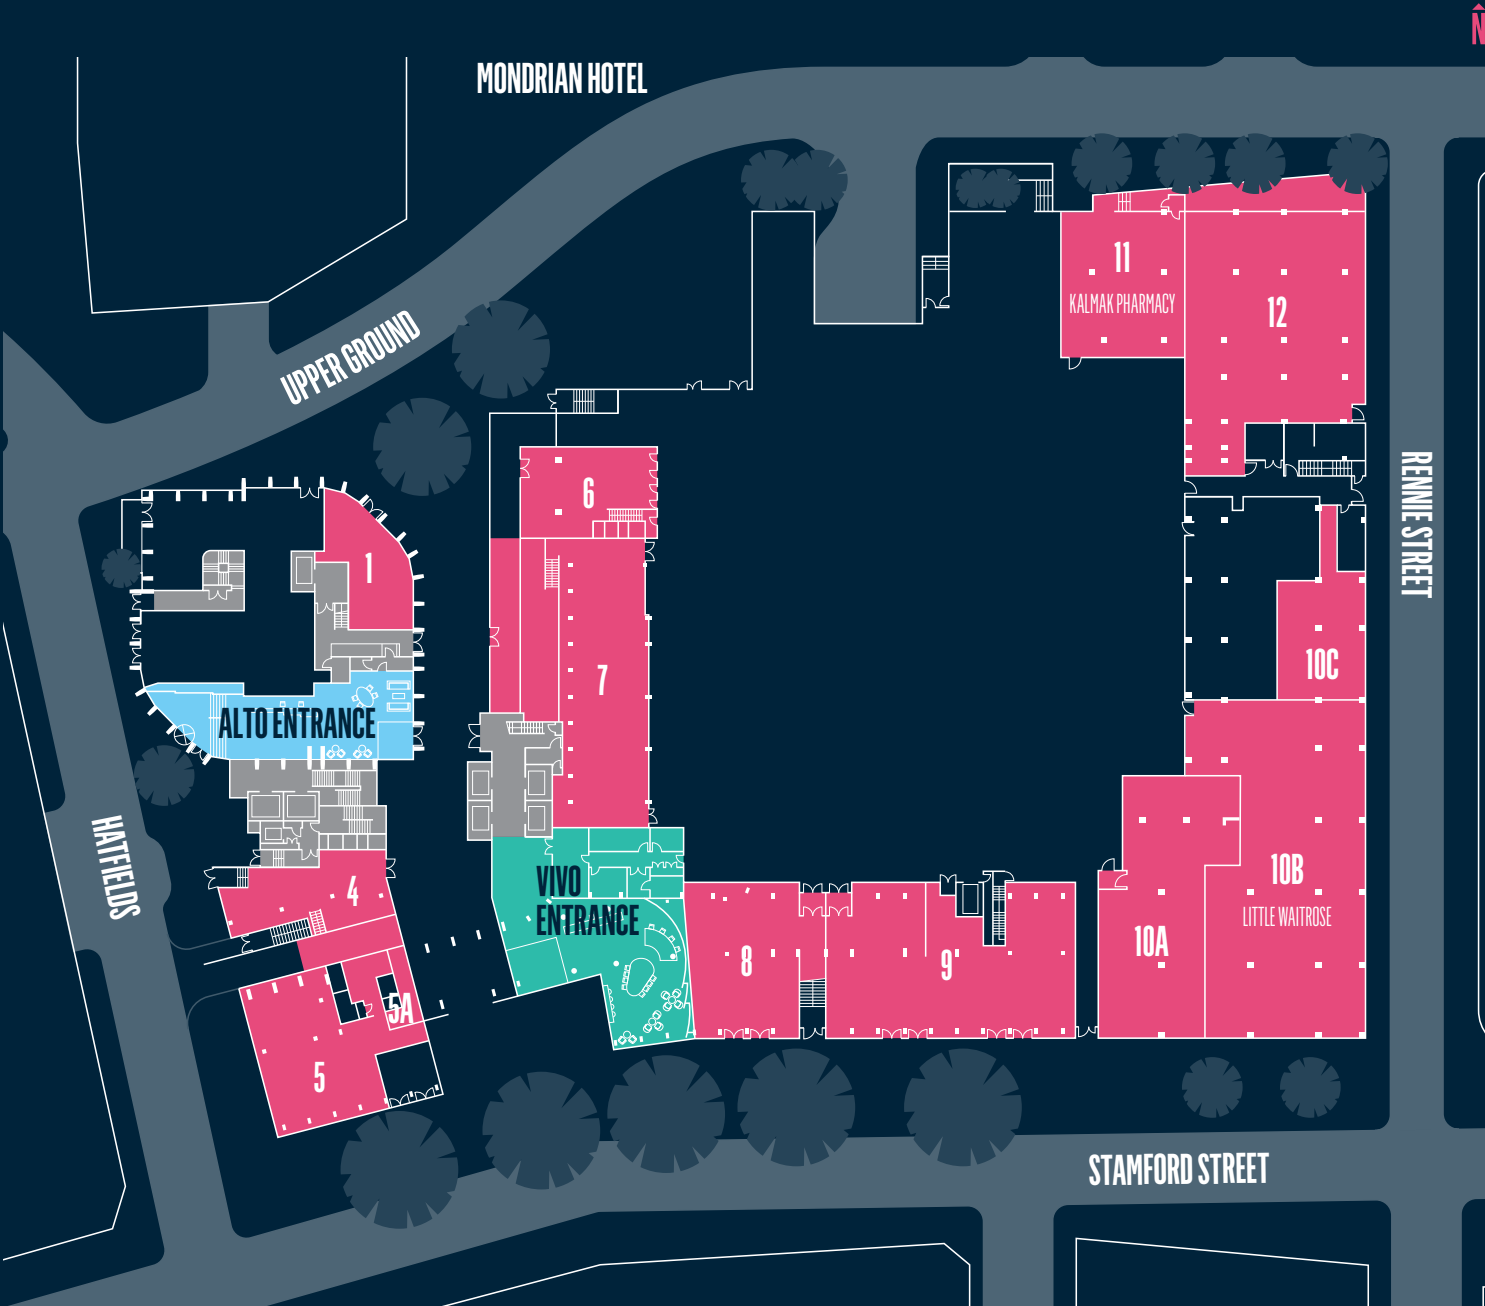 N
MONDRIAN HOTEL
UPPER GROUND
11
KALMAK PHARMACY
12
RENNIE STREET
6
1
7
10C
ALTO ENTRANCE
HATFIELDS
4
VIVO
ENTRANCE
8
9
10A
10B
LITTLE WAITROSE
5A
5
STAMFORD STREET